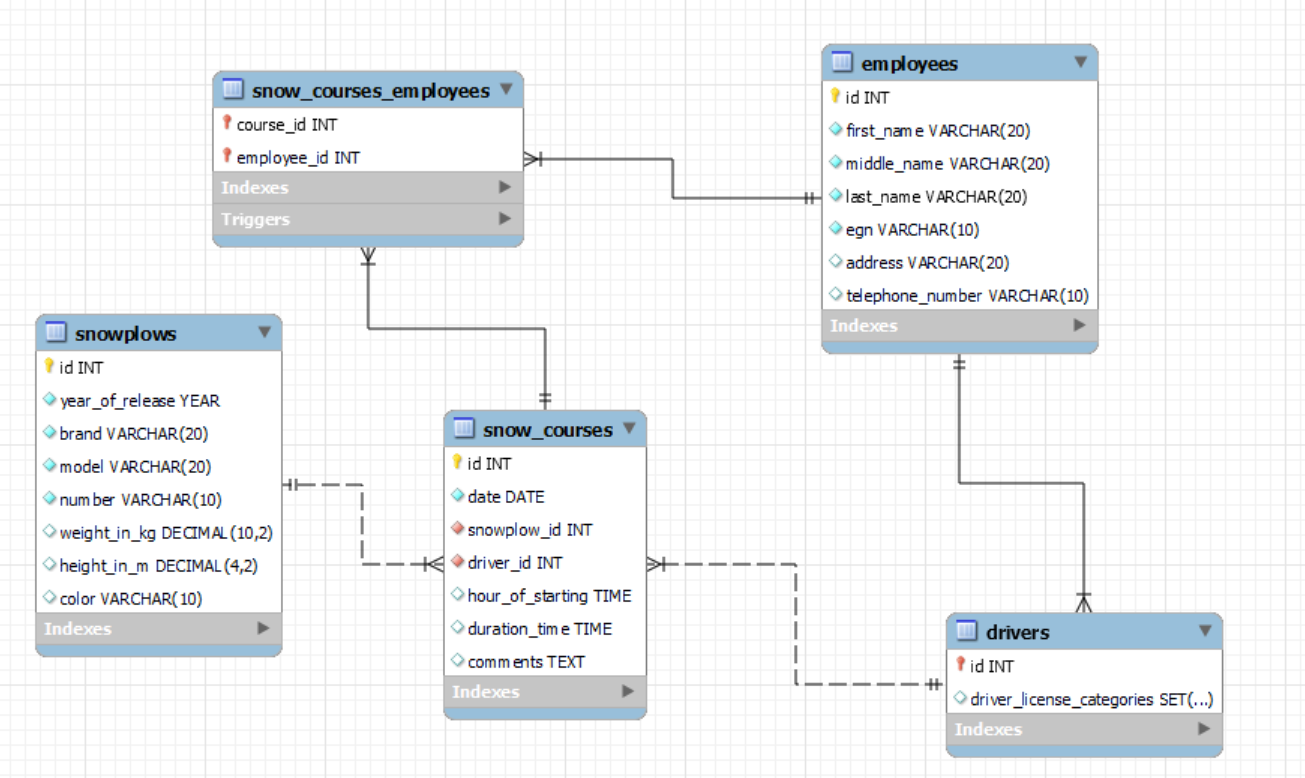 snow_courses_employees
course_id INT
employee_id INT
Indexes
Triggers
employees
id INT
first_name VARCHAR(20)
middle_name VARCHAR(20)
last_name VARCHAR(20)
egn VARCHAR(10)
address VARCHAR(20)
telephone_number VARCHAR(10)
Indexes
snowplows
id INT
year_of_release YEAR
brand VARCHAR(20)
model VARCHAR(20)
number VARCHAR(10)
weight_in_kg DECIMAL(10,2)
height_in_m DECIMAL(4,2)
color VARCHAR(10)
Indexes
snow_courses
id INT
date DATE
snowplow_id INT
driver_id INT
hour_of_starting TIME
duration_time TIME
comments TEXT
Indexes
drivers
id INT
driver_license_categories SET(...)
Indexes